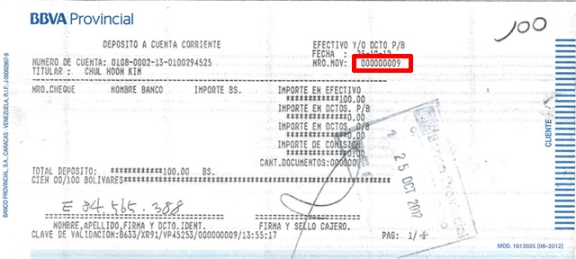 BBVA Provincial
100
DEPOSITO A CUENTA CORRIENTE
EFECTIVO Y/O DCTO P/B
FECHA : 25-10-12
NUMERO DE CUENTA: 0108-0002-13-0100294525
NRO.MOV: 000000009
TITULAR : CHUL HOON KIM
NRO.CHEQUE NOMBRE BANCO IMPORTE BS. IMPORTE EN EFECTIVO
************100.00
IMPORTE EN DCTOS. P/B
**************0.00
IMPORTE EN DCTOS. O/B
**************0.00
IMPORTE DE COMISION
**************0.00
CANT.DOCUMENTOS:000000
TOTAL DEPOSITO: ************100.00 BS.
CIEN 00/100 BOLIVARES
25 OCT 2012
E 84.565.388
NOMBRE,APELLIDO,FIRMA Y DCTO.IDENT. FIRMA Y SELLO CAJERO.
CLAVE DE VALIDACION:B633/XR91/VP45253/000000009/13:55:17 PAG: 1/1
BANCO PROVINCIAL, S.A., CARACAS - VENEZUELA, R.I.F. J-00002967-9
CLIENTE
MOD. 1013035 (08-2012)